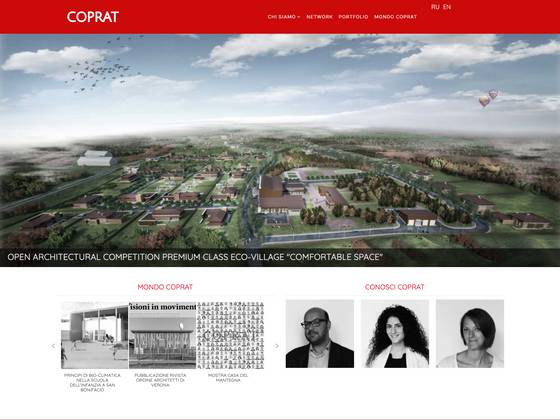 COPRAT
CHI SIAMO
NETWORK
PORTFOLIO
MONDO COPRAT
RU EN
OPEN ARCHITECTURAL COMPETITION PREMIUM CLASS ECO-VILLAGE "COMFORTABLE SPACE"
MONDO COPRAT
CONOSCI COPRAT
isioni in moviment
PRINCIPI DI BIO-CLIMATICA
NELLA SCUOLA
DELL'INFANZIA A SAN
BONIFACIO
PUBBLICAZIONE RIVISTA
ORDINE ARCHITETTI DI
VERONA
MOSTRA CASA DEL
MANTEGNA